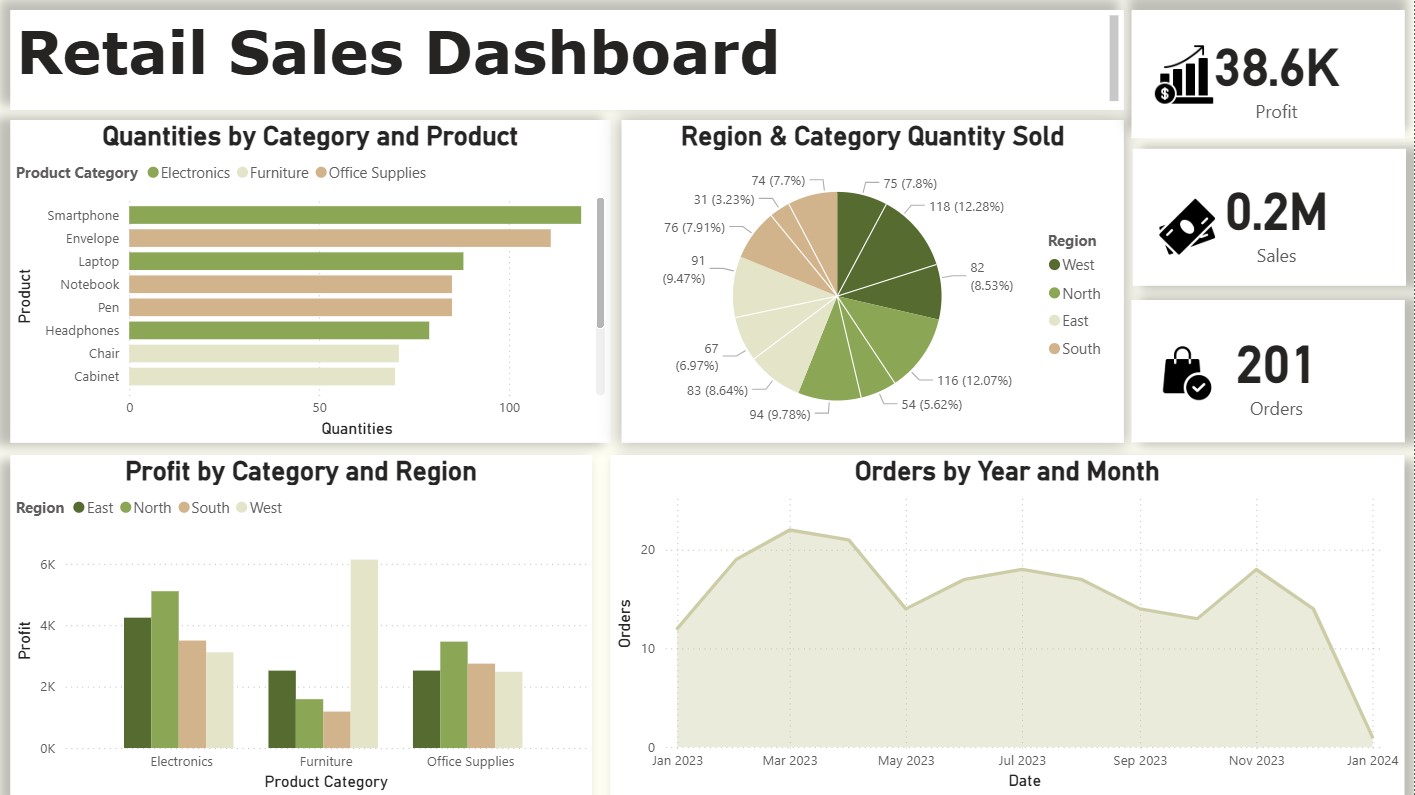 Retail Sales Dashboard
38.6K
Profit
0.2M
Sales
201
Orders
Quantities by Category and Product
Product Category Electronics Furniture Office Supplies
Product
Smartphone
Envelope
Laptop
Notebook
Pen
Headphones
Chair
Cabinet
0 50 100
Quantities
Region & Category Quantity Sold
75 (7.8%)
118 (12.28%)
82
(8.53%)
116 (12.07%)
54 (5.62%)
94 (9.78%)
83 (8.64%)
67
(6.97%)
91
(9.47%)
76 (7.91%)
31 (3.23%)
74 (7.7%)
Region
West
North
East
South
Profit by Category and Region
Region East North South West
Profit
6K
4K
2K
0K
Electronics Furniture Office Supplies
Product Category
Orders by Year and Month
Orders
20
10
0
Jan 2023 Mar 2023 May 2023 Jul 2023 Sep 2023 Nov 2023 Jan 2024
Date
$